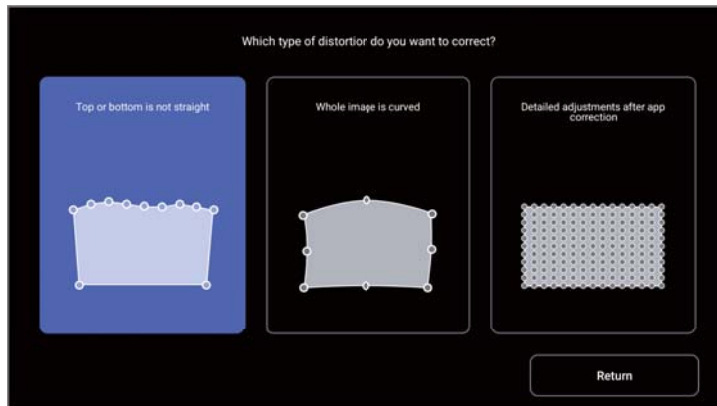 Which type of distortior do you want to correct?
Top or bottom is not straight
Whole image is curved
Detailed adjustments after app
correction
Return